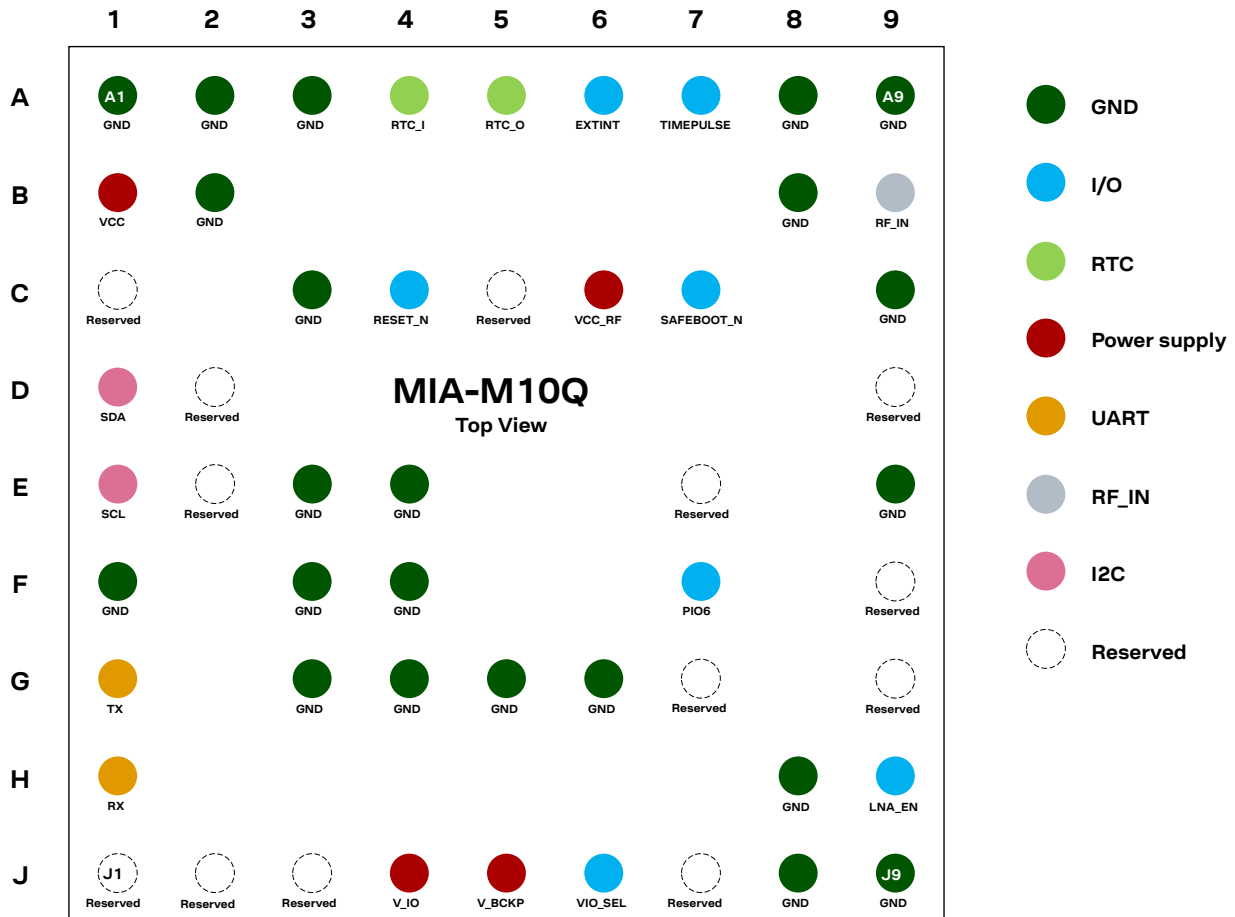 1 2 3 4 5 6 7 8 9
A A1 A9
GND GND GND RTC_I RTC_O EXTINT TIMEPULSE GND GND
GND
B
VCC GND GND RF_IN
I/O
C
Reserved GND RESET_N Reserved VCC_RF SAFEBOOT_N GND
RTC
Power supply
D
MIA-M10Q
Top View
SDA Reserved Reserved
UART
E
SCL Reserved GND GND Reserved GND
RF_IN
F
GND GND GND PIO6 Reserved
I2C
G
TX GND GND GND GND Reserved Reserved
Reserved
H
RX GND LNA_EN
J J1 J9
Reserved Reserved Reserved V_IO V_BCKP VIO_SEL Reserved GND GND